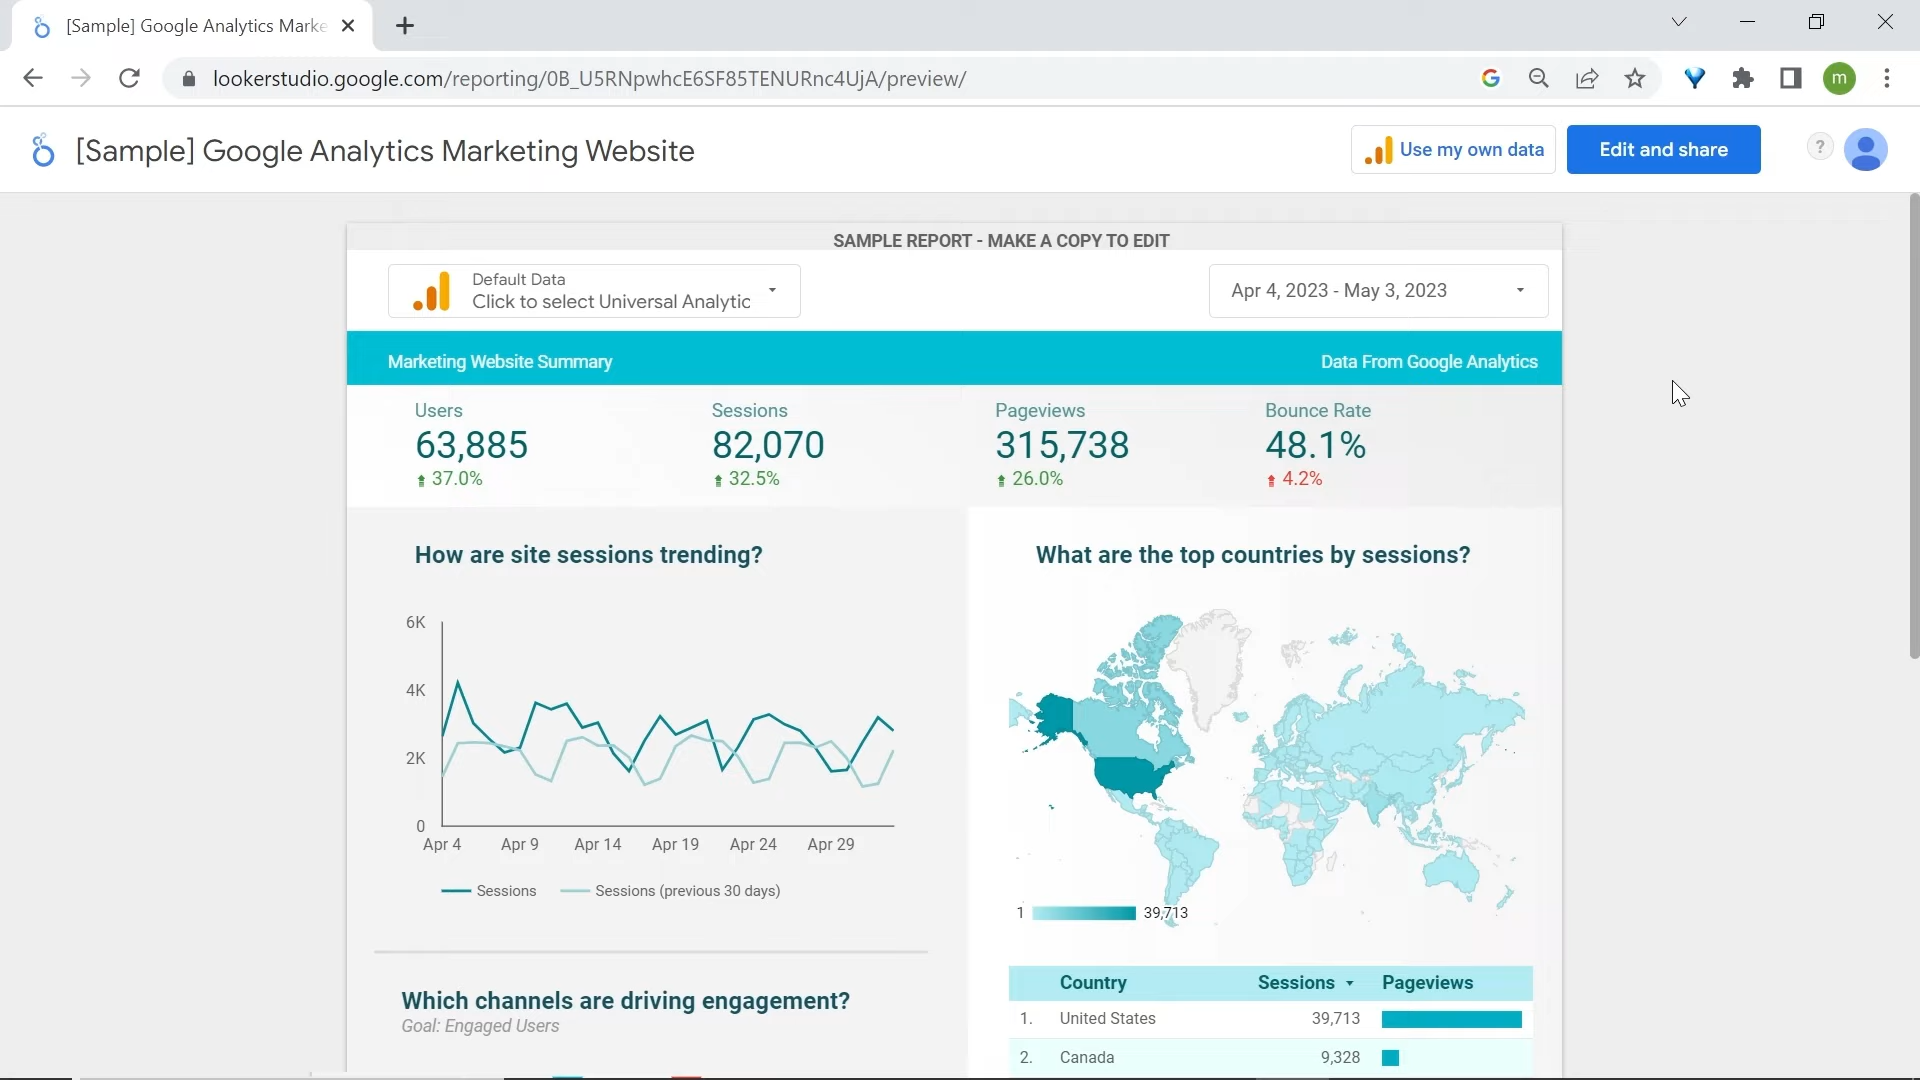 [Sample] Google Analytics Marke
lookerstudio.google.com/reporting/0B_U5RNpwhcE6SF85TENURnc4UjA/preview/
m
[Sample] Google Analytics Marketing Website
Use my own data
Edit and share
?
SAMPLE REPORT - MAKE A COPY TO EDIT
Default Data
Click to select Universal Analytic
Apr 4, 2023 - May 3, 2023
Marketing Website Summary
Data From Google Analytics
Users
63,885
37.0%
Sessions
82,070
32.5%
Pageviews
315,738
26.0%
Bounce Rate
48.1%
4.2%
How are site sessions trending?
6K
4K
2K
0
Apr 4 Apr 9 Apr 14 Apr 19 Apr 24 Apr 29
Sessions Sessions (previous 30 days)
Which channels are driving engagement?
Goal: Engaged Users
What are the top countries by sessions?
1 39,713
Country Sessions Pageviews
1. United States 39,713
2. Canada 9,328